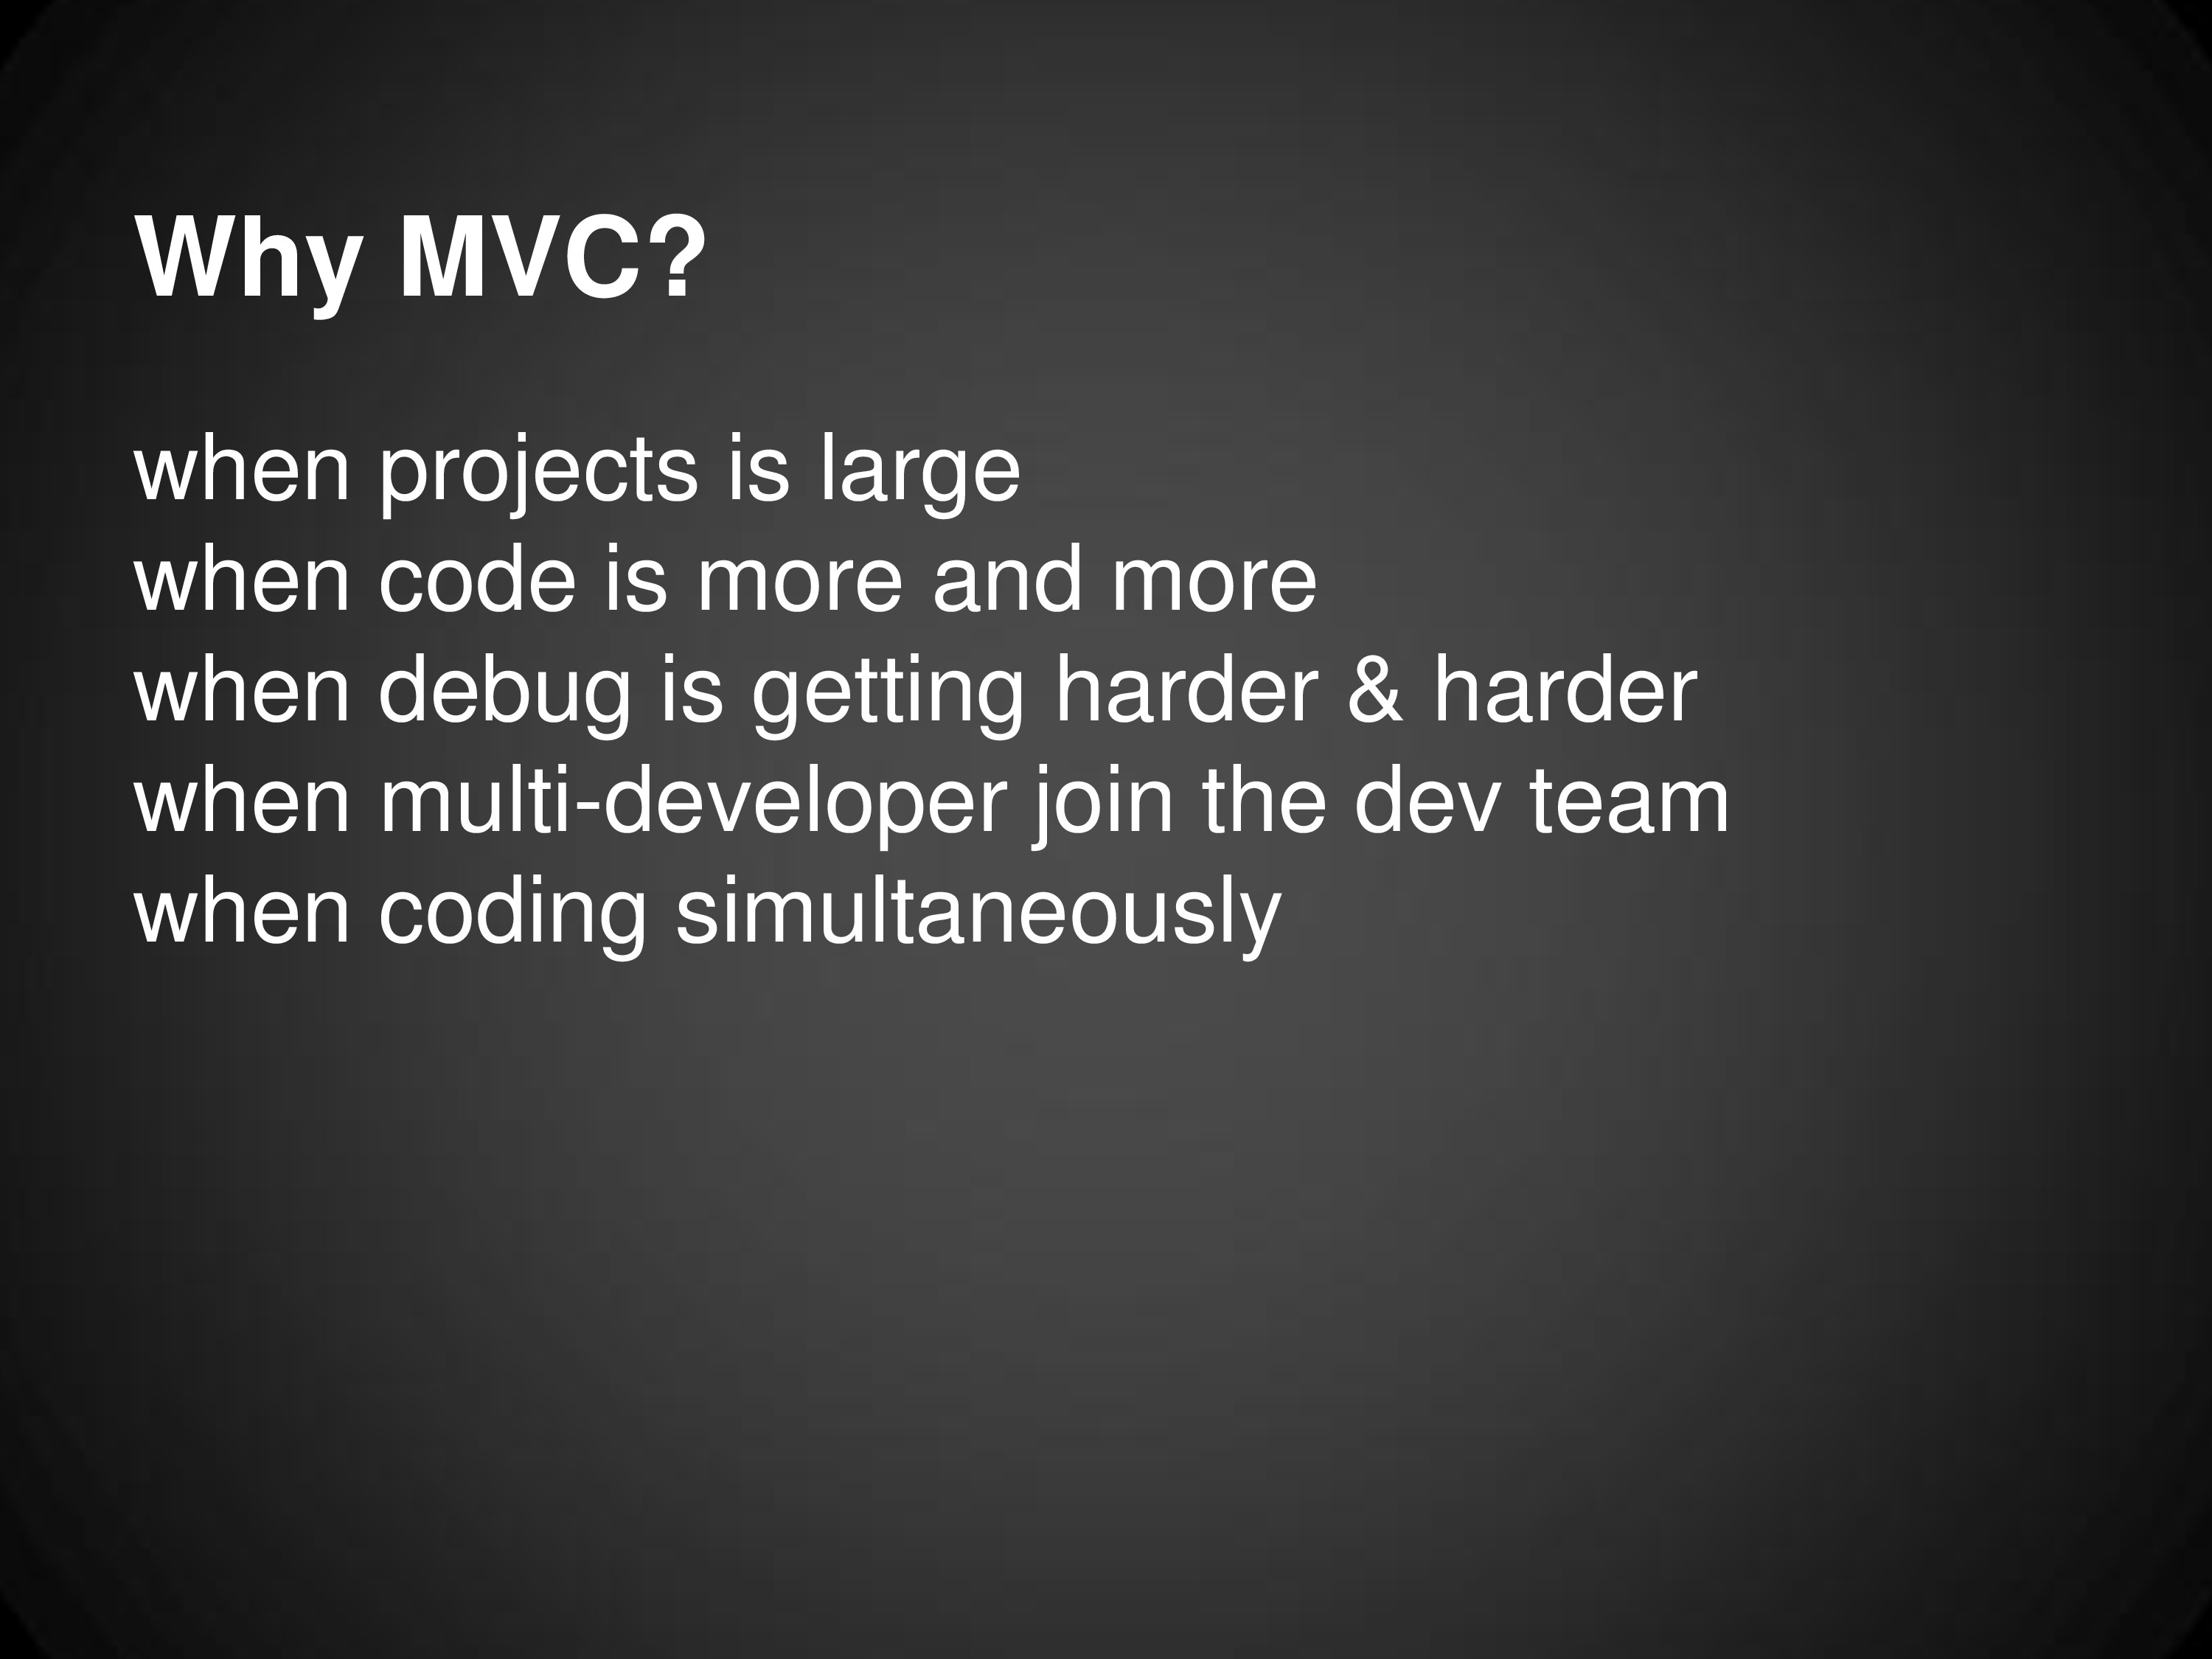 Why MVC?
when projects is large
when code is more and more
when debug is getting harder & harder
when multi-developer join the dev team
when coding simultaneously